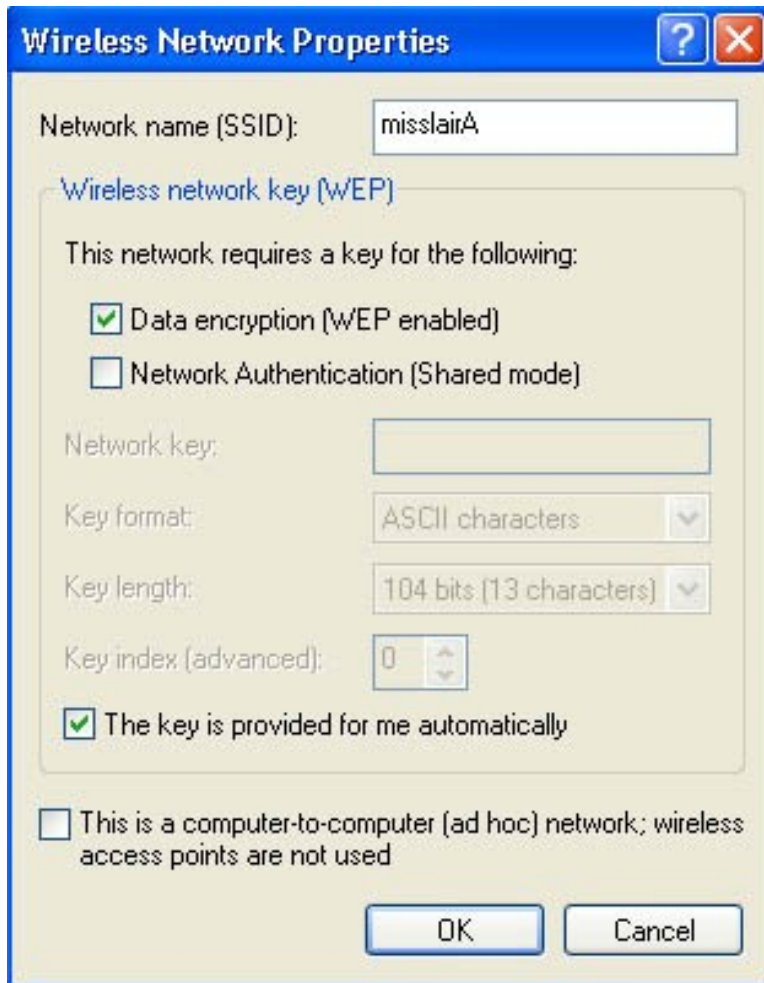 Wireless Network Properties
Network name (SSID): misslairA
Wireless network key (WEP)
This network requires a key for the following:
Data encryption (WEP enabled)
Network Authentication (Shared mode)
Network key:
Key format: ASCII characters
Key length: 104 bits (13 characters)
Key index (advanced): 0
The key is provided for me automatically
This is a computer-to-computer (ad hoc) network; wireless
access points are not used
OK Cancel